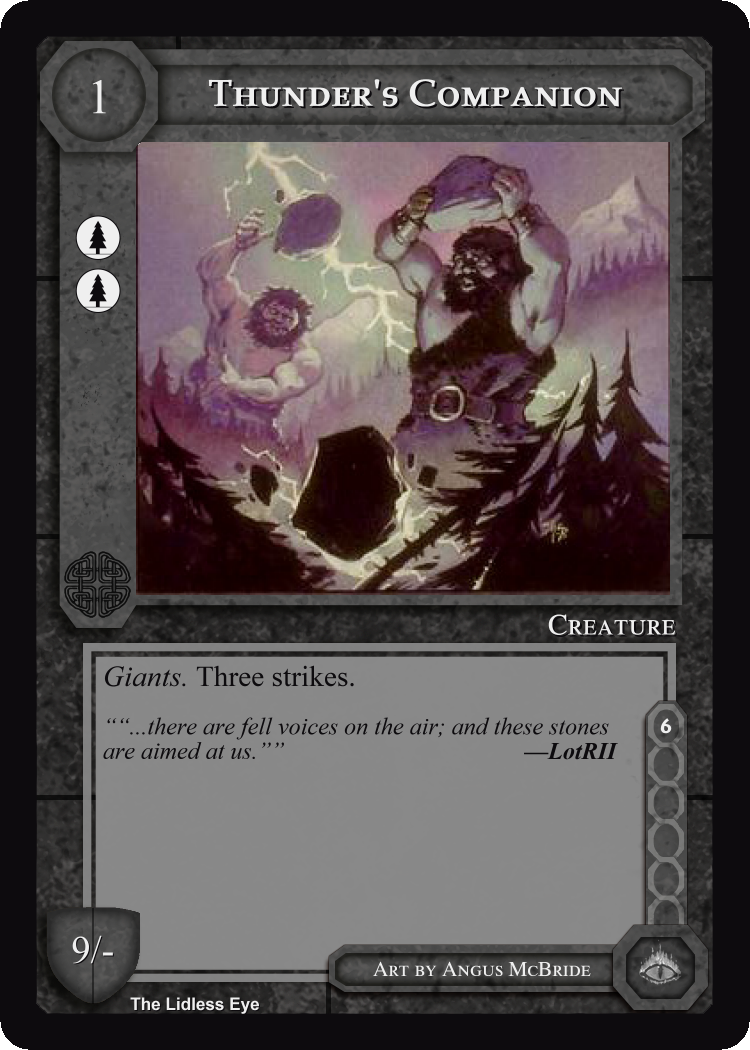 1
THUNDER'S COMPANION
CREATURE
Giants. Three strikes.
““...there are fell voices on the air; and these stones
are aimed at us.”” —LotRII
6
9/-
ART BY ANGUS MCBRIDE
The Lidless Eye